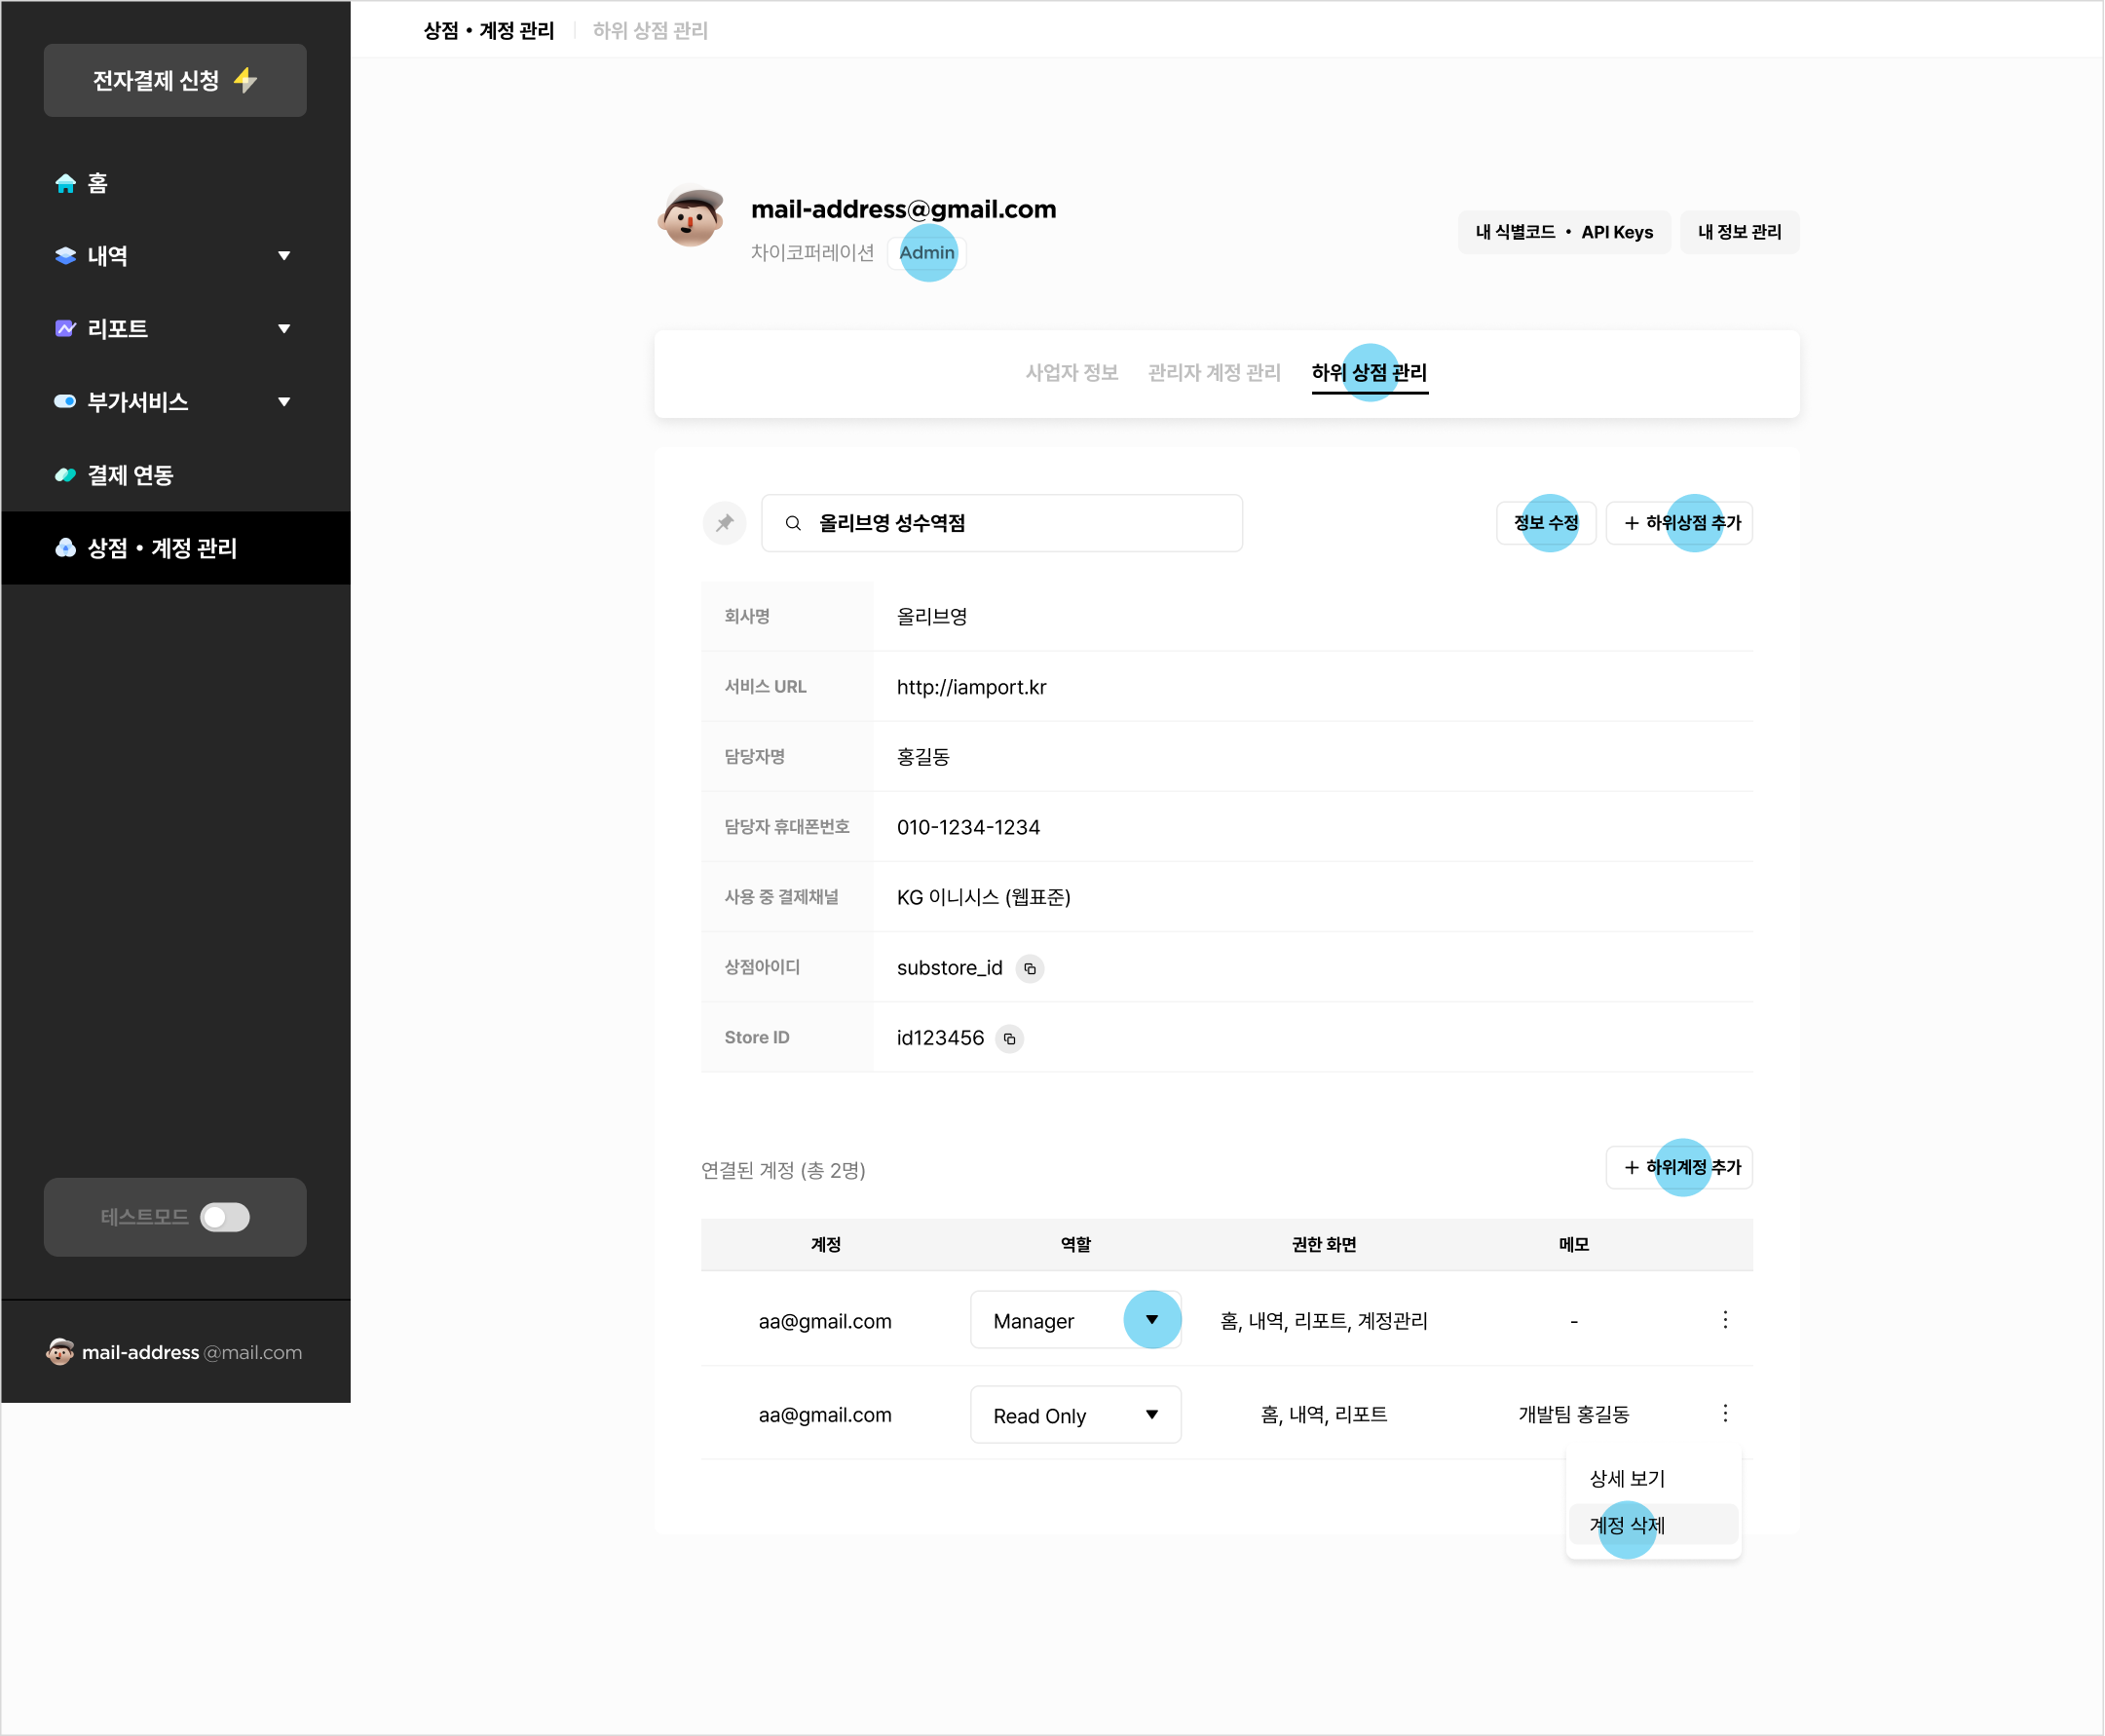 전자결제 신청
홈
내역
리포트
부가서비스
결제 연동
상점 • 계정 관리
테스트모드
mail-address @mail.com
상점 • 계정 관리 | 하위 상점 관리
mail-address@gmail.com
차이코퍼레이션 Admin
내 식별코드 • API Keys 내 정보 관리
사업자 정보 관리자 계정 관리 하위 상점 관리
올리브영 성수역점 정보 수정 + 하위상점 추가
회사명 올리브영
서비스 URL http://iamport.kr
담당자명 홍길동
담당자 휴대폰번호 010-1234-1234
사용 중 결제채널 KG 이니시스 (웹표준)
상점아이디 substore_id
Store ID id123456
연결된 계정 (총 2명) + 하위계정 추가
계정 역할 권한 화면 메모
aa@gmail.com Manager 홈, 내역, 리포트, 계정관리 -
aa@gmail.com Read Only 홈, 내역, 리포트 개발팀 홍길동
상세 보기
계정 삭제